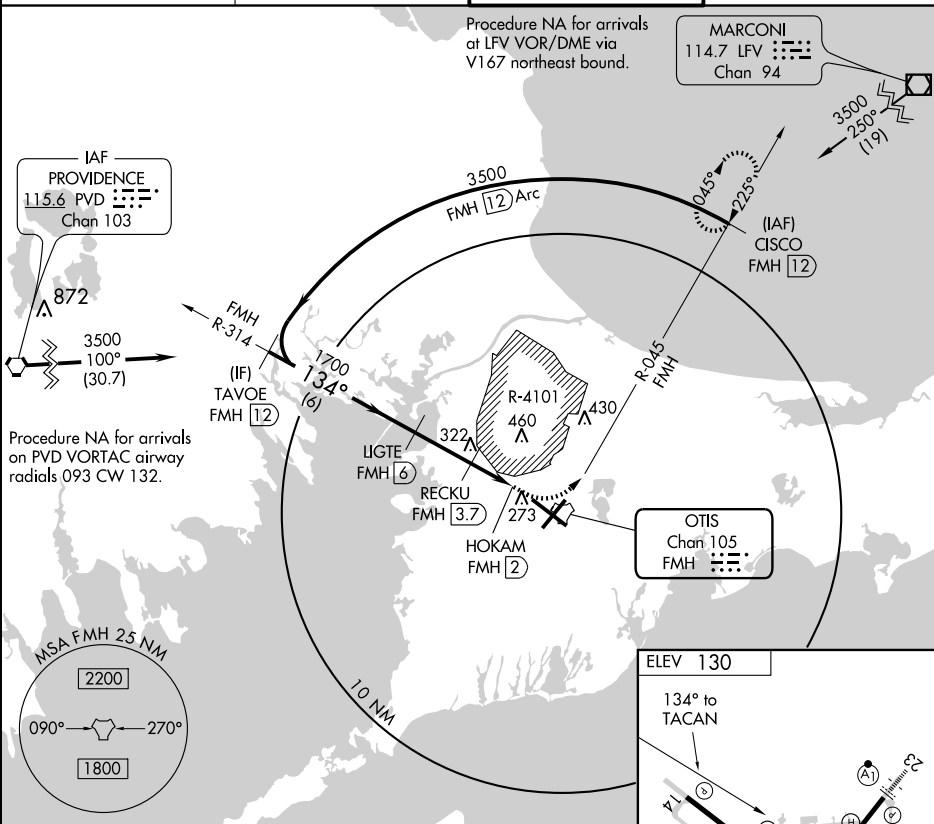 Procedure NA for arrivals
at LFV VOR/DME via
V167 northeast bound.
MARCONI
114.7 LFV
Chan 94
3500
250°
(19)
IAF
PROVIDENCE
115.6 PVD
Chan 103
872
3500
100°
(30.7)
Procedure NA for arrivals
on PVD VORTAC airway
radials 093 CW 132.
3500
FMH 12 Arc
045°
225°
(IAF)
CISCO
FMH 12
R-045
FMH
FMH
R-314
(IF)
TAVOE
FMH 12
1700
134°
(6)
R-4101
460
430
322
LIGTE
FMH 6
RECKU
FMH 3.7
273
HOKAM
FMH 2
OTIS
Chan 105
FMH
10 NM
MSA FMH 25 NM
2200
090°
270°
1800
ELEV 130
134° to
TACAN
14
P
A1
23
H
P